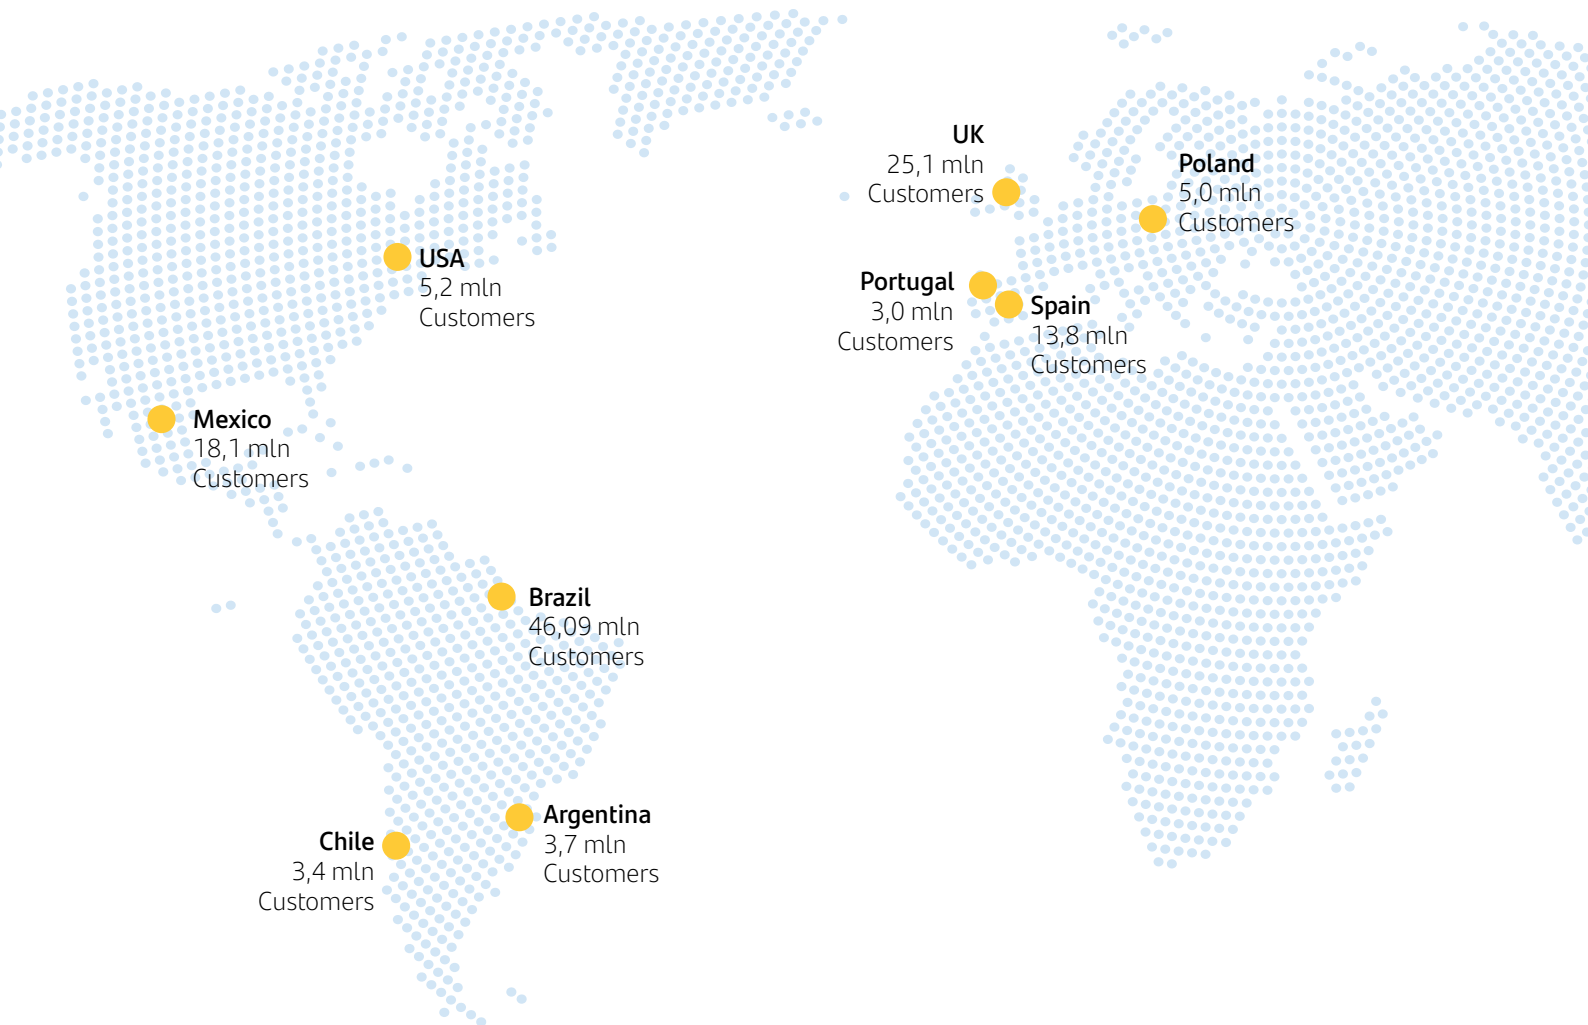 UK
25,1 mln
Customers
Poland
5,0 mln
Customers
USA
5,2 mln
Customers
Portugal
3,0 mln
Customers
Spain
13,8 mln
Customers
Mexico
18,1 mln
Customers
Brazil
46,09 mln
Customers
Argentina
3,7 mln
Customers
Chile
3,4 mln
Customers